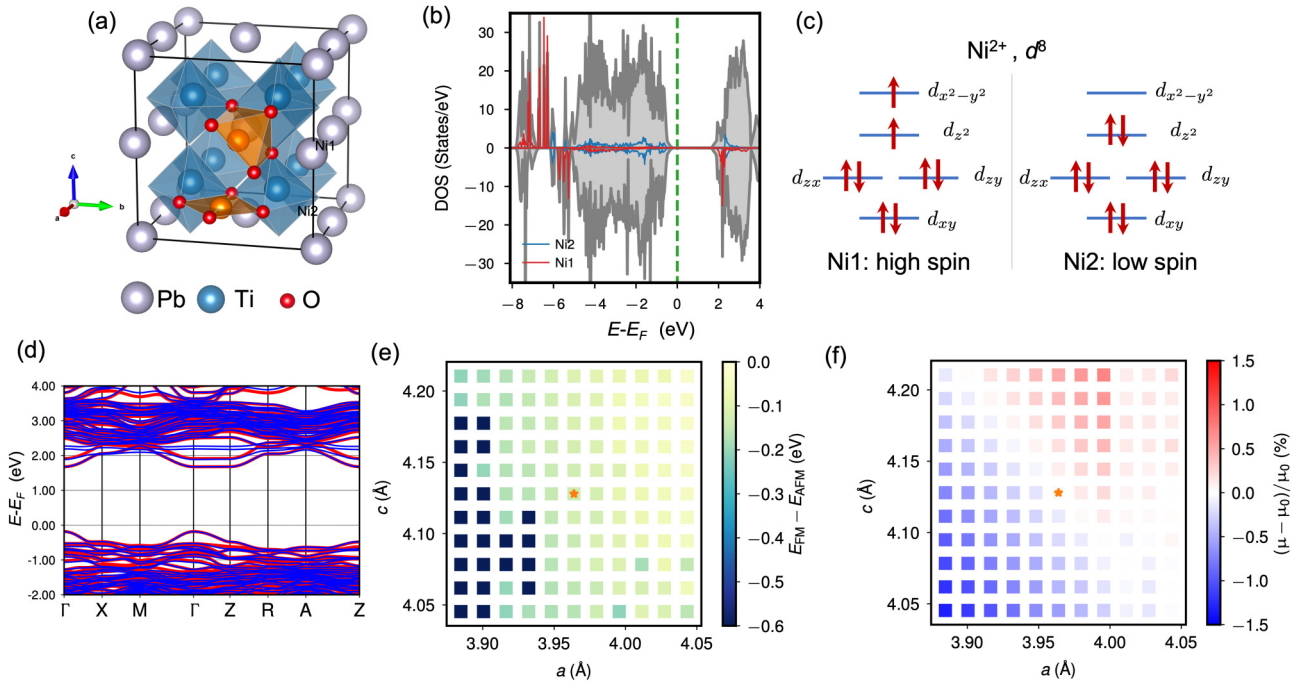 (a)
Ni1
Ni2
c
b
a
Pb Ti O
(b)
DOS (States/eV)
30
20
10
0
−10
−20
−30
Ni2
Ni1
−8 −6 −4 −2 0 2 4
E-E_F (eV)
(c)
Ni²⁺ , d⁸
d_{x²−y²} d_{x²−y²}
d_{z²} d_{z²}
d_{zx} d_{zy} d_{zx} d_{zy}
d_{xy} d_{xy}
Ni1: high spin Ni2: low spin
(d)
E-E_F (eV)
4.00
3.00
2.00
1.00
0.00
-1.00
-2.00
Γ X M Γ Z R A Z
(e)
c (Å)
4.20
4.15
4.10
4.05
3.90 3.95 4.00 4.05
a (Å)
0.0
−0.1
−0.2
−0.3
−0.4
−0.5
−0.6
E_FM − E_AFM (eV)
(f)
c (Å)
4.20
4.15
4.10
4.05
3.90 3.95 4.00 4.05
a (Å)
1.5
1.0
0.5
0.0
−0.5
−1.0
−1.5
(μ − μ₀)/μ₀ (%)